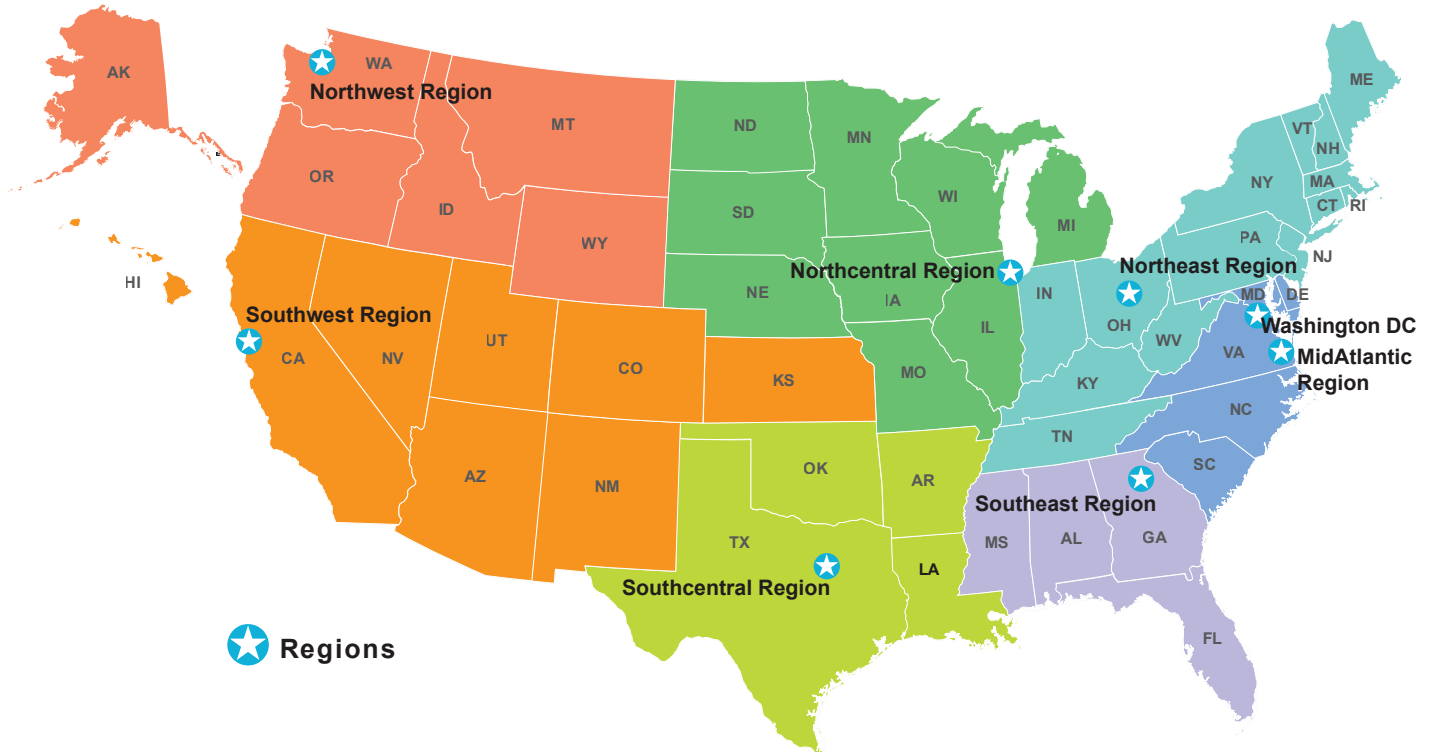 AK
WA
Northwest Region
MT
OR
ID
WY
ND
MN
SD
WI
MI
NE
IA
IL
MO
Northcentral Region
ME
VT
NH
NY
MA
CT
RI
PA
NJ
Northeast Region
IN
OH
WV
KY
TN
MD
DE
Washington DC
VA
MidAtlantic
Region
NC
SC
HI
Southwest Region
CA
NV
UT
CO
KS
AZ
NM
OK
AR
TX
LA
Southcentral Region
Southeast Region
MS
AL
GA
FL
Regions